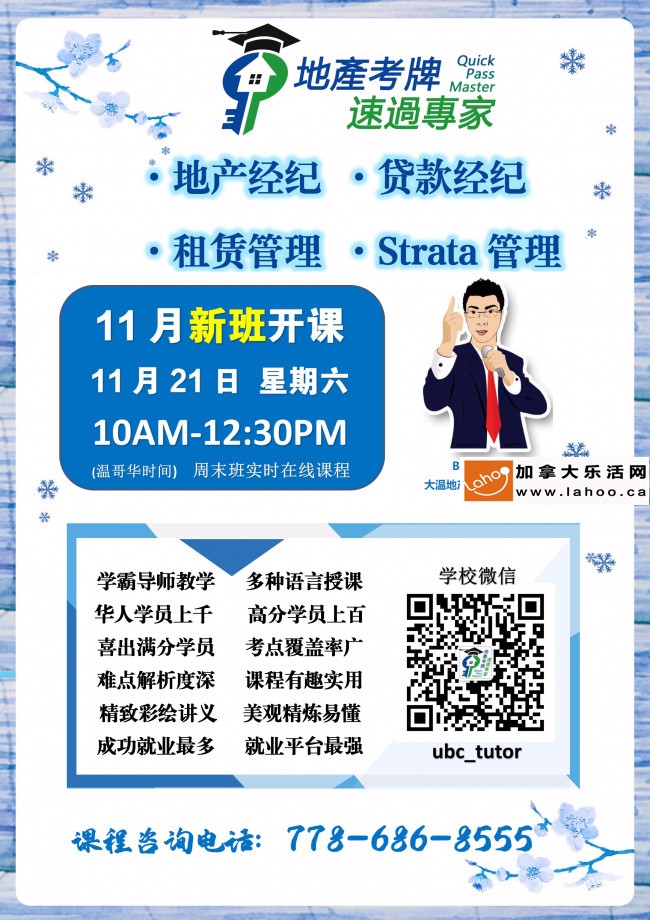 地產考牌
Quick
Pass
Master
速過專家
·地产经纪 ·贷款经纪
·租赁管理 ·Strata 管理
11 月新班开课
11 月 21 日 星期六
10AM-12:30PM
(温哥华时间) 周末班实时在线课程
B
大温地产
Lahoo
加拿大乐活网
www.lahoo.ca
学霸导师教学 多种语言授课
华人学员上千 高分学员上百
喜出满分学员 考点覆盖率广
难点解析度深 课程有趣实用
精致彩绘讲义 美观精炼易懂
成功就业最多 就业平台最强
学校微信
ubc_tutor
课程咨询电话: 778-686-8555